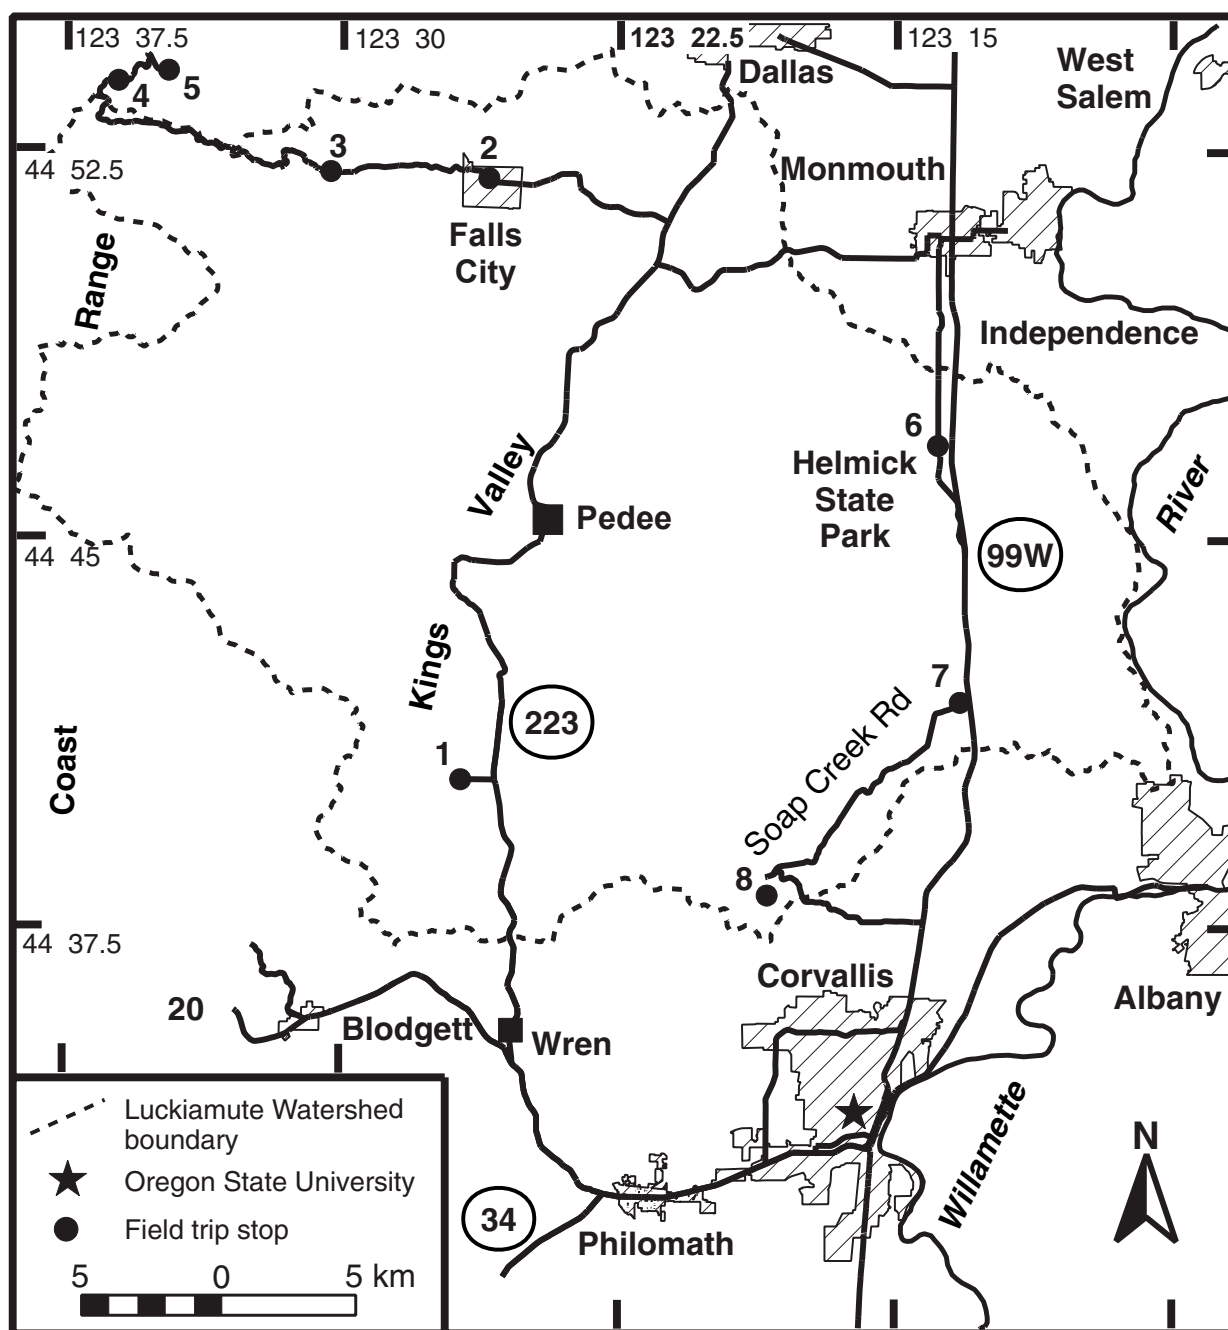 123 37.5
123 30
123 22.5
123 15
Dallas
West
Salem
4
5
44 52.5
3
2
Monmouth
Falls
City
Range
Independence
6
Helmick
State
Park
Valley
Pedee
River
44 45
99W
Kings
7
223
Soap Creek Rd
Coast
1
8
44 37.5
Corvallis
Albany
20
Blodgett
Wren
Willamette
Luckiamute Watershed
boundary
Oregon State University
Field trip stop
5 0 5 km
34
Philomath
N